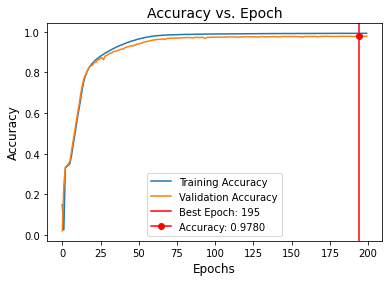 Accuracy vs. Epoch
Accuracy
1.0
0.8
0.6
0.4
0.2
0.0
Training Accuracy
Validation Accuracy
Best Epoch: 195
Accuracy: 0.9780
0
25
50
75
100
125
150
175
200
Epochs